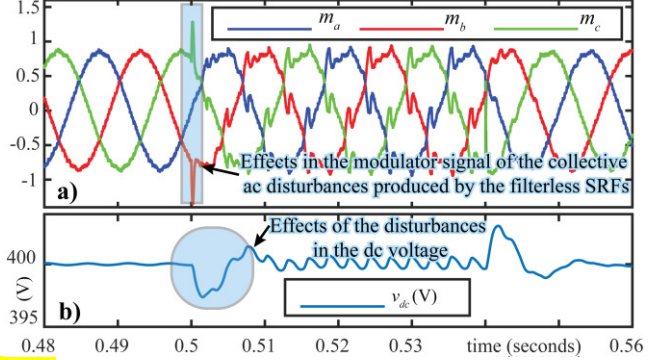 1.5
m_a m_b m_c
1
0.5
0
-0.5
-1
a)
Effects in the modulator signal of the collective
ac disturbances produced by the filterless SRFs
Effects of the disturbances
in the dc voltage
400
(V)
395
b)
v_dc (V)
0.48 0.49 0.5 0.51 0.52 0.53 time (seconds) 0.56